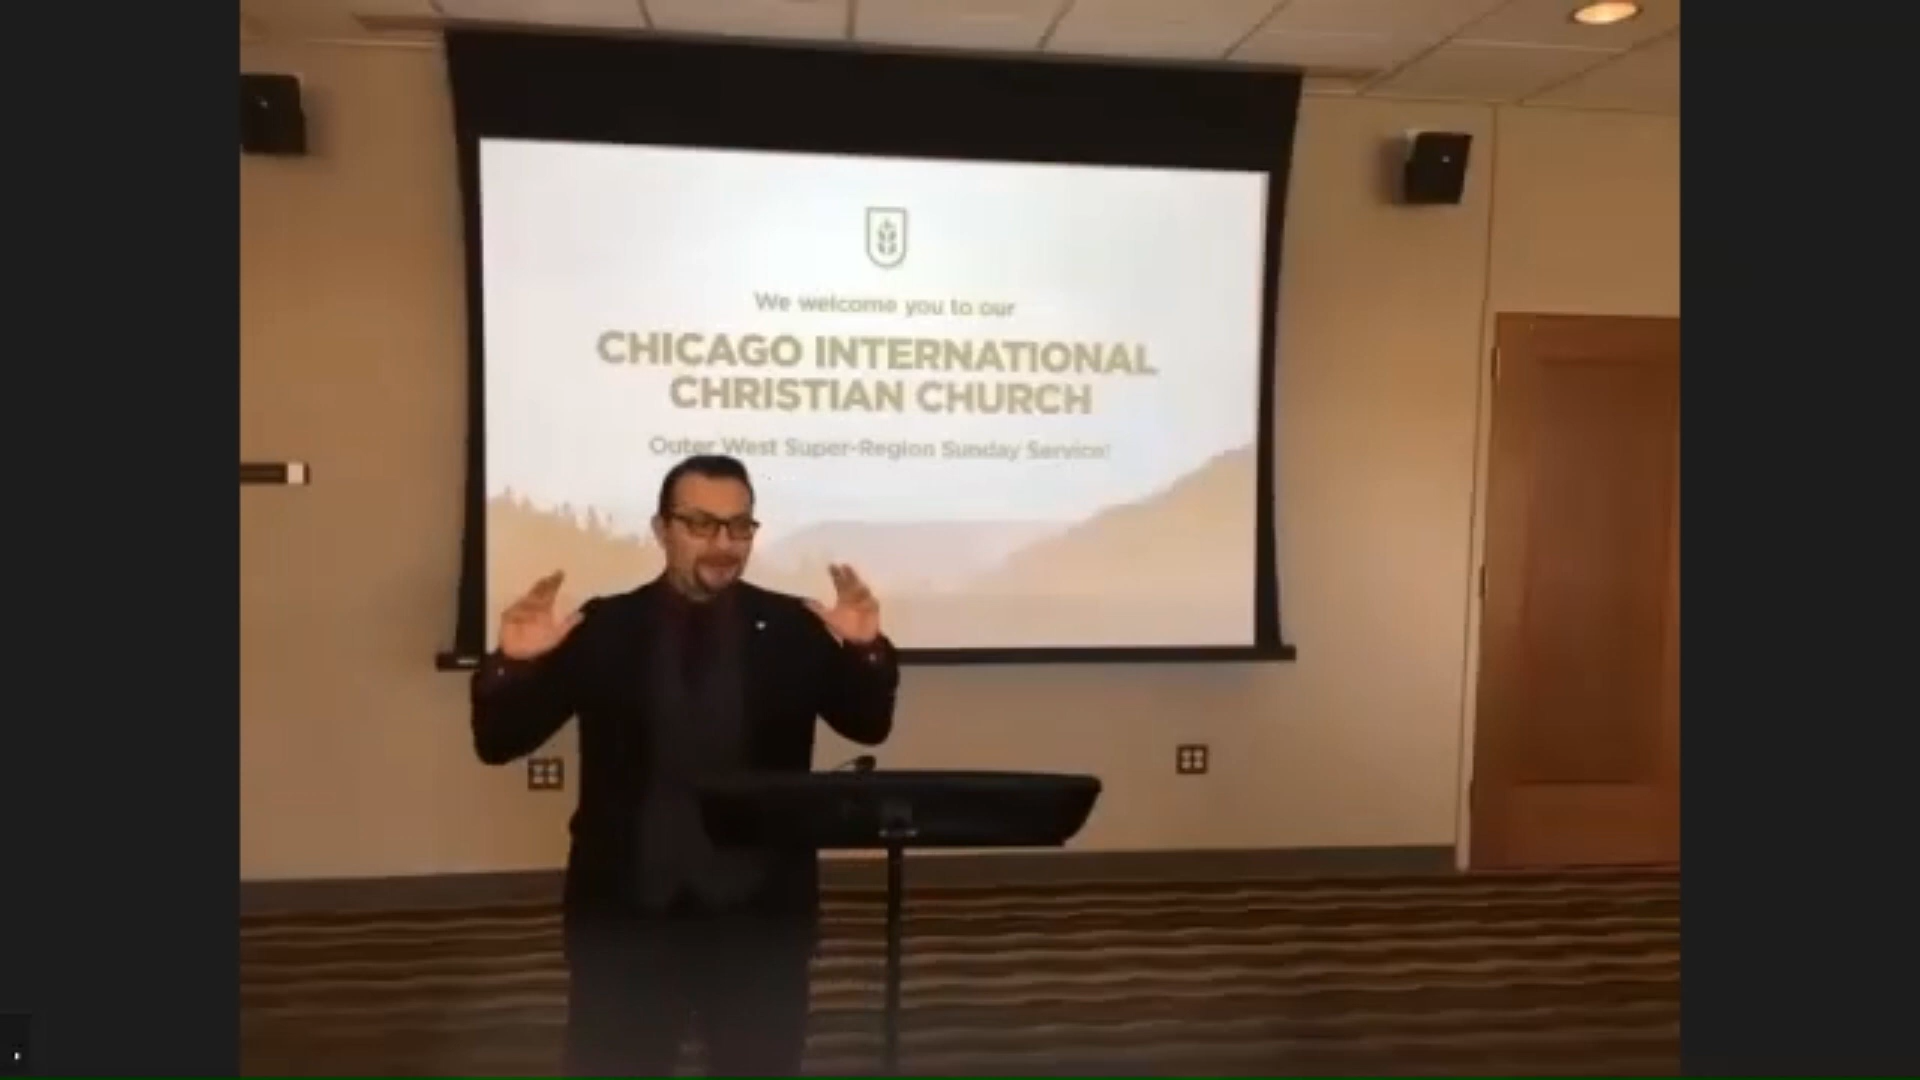 We welcome you to our
CHICAGO INTERNATIONAL
CHRISTIAN CHURCH
Outer West Super-Region Sunday Service!